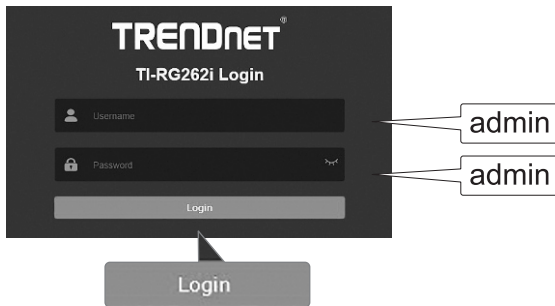 TRENDNET®
TI-RG262i Login
Username
admin
Password
admin
Login
Login